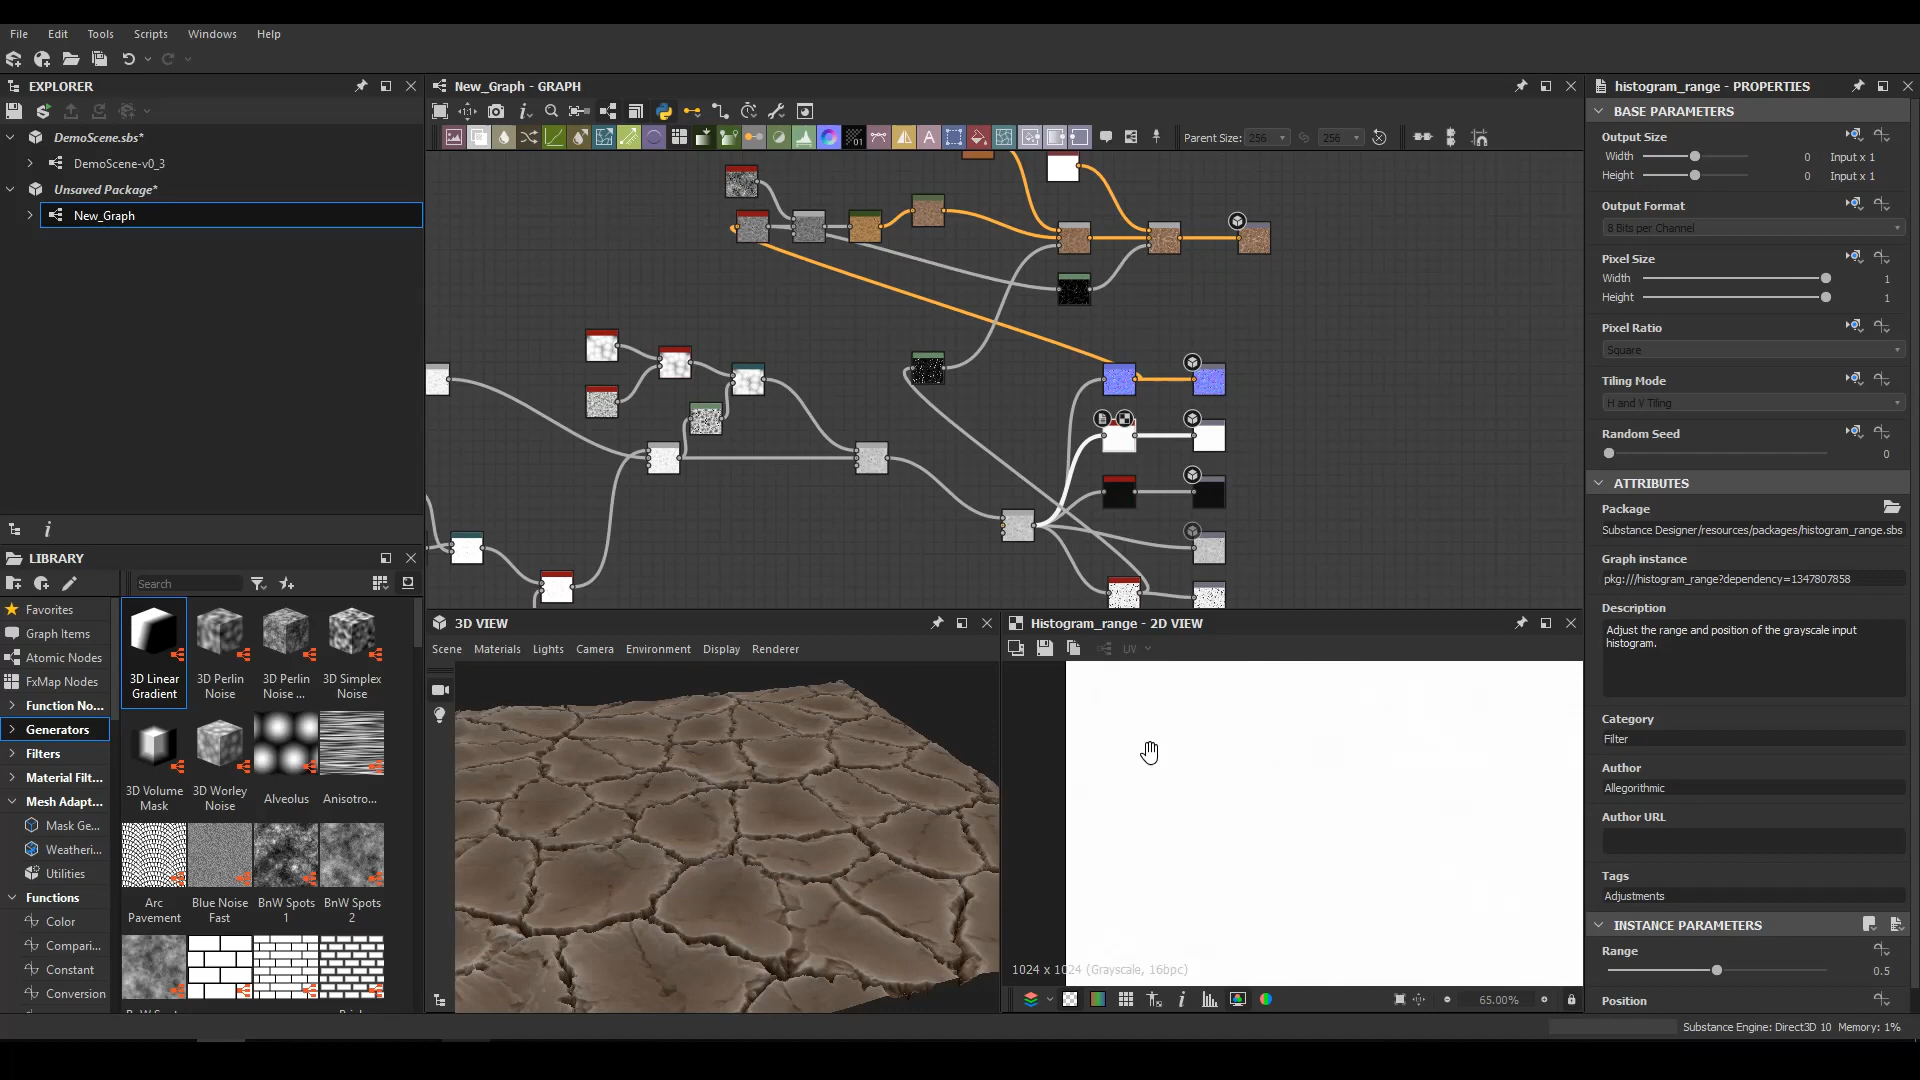 File Edit Tools Scripts Windows Help
EXPLORER
DemoScene.sbs*
DemoScene-v0_3
Unsaved Package*
New_Graph
LIBRARY
Search
Favorites
Graph Items
Atomic Nodes
FxMap Nodes
Function No...
Generators
Filters
Material Filt...
Mesh Adapt...
Mask Ge...
Weatheri...
Utilities
Functions
Color
Compari...
Constant
Conversion
3D Linear
Gradient
3D Perlin
Noise
3D Perlin
Noise ...
3D Simplex
Noise
3D Volume
Mask
3D Worley
Noise
Alveolus
Anisotro...
Arc
Pavement
Blue Noise
Fast
BnW Spots
1
BnW Spots
2
New_Graph - GRAPH
Parent Size: 256 256
3D VIEW
Scene Materials Lights Camera Environment Display Renderer
Histogram_range - 2D VIEW
UV
1024 x 1024 (Grayscale, 16bpc)
65.00%
histogram_range - PROPERTIES
BASE PARAMETERS
Output Size
Width 0 Input x 1
Height 0 Input x 1
Output Format
8 Bits per Channel
Pixel Size
Width 1
Height 1
Pixel Ratio
Square
Tiling Mode
H and V Tiling
Random Seed
0
ATTRIBUTES
Package
Substance Designer/resources/packages/histogram_range.sbs
Graph instance
pkg:///histogram_range?dependency=1347807858
Description
Adjust the range and position of the grayscale input
histogram.
Category
Filter
Author
Allegorithmic
Author URL
Tags
Adjustments
INSTANCE PARAMETERS
Range
0.5
Position
Substance Engine: Direct3D 10 Memory: 1%